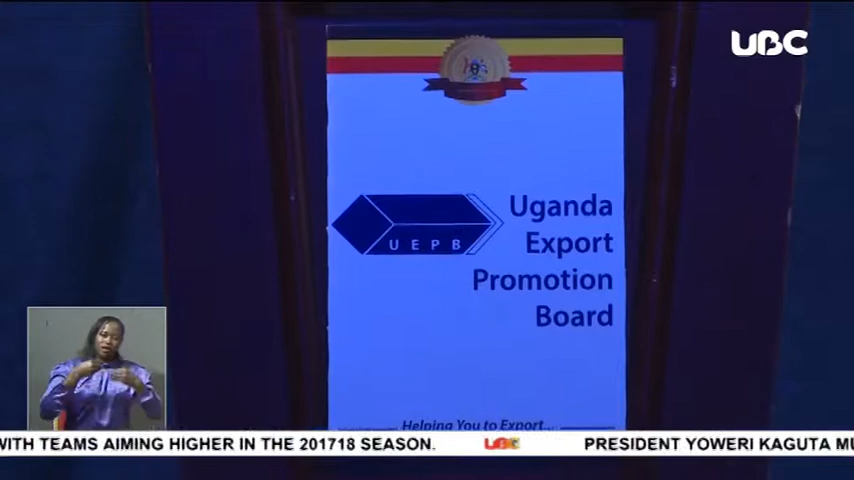 UBC
Uganda
Export
Promotion
Board
U E P B
Helping You to Export...
WITH TEAMS AIMING HIGHER IN THE 201718 SEASON. UBC PRESIDENT YOWERI KAGUTA MU